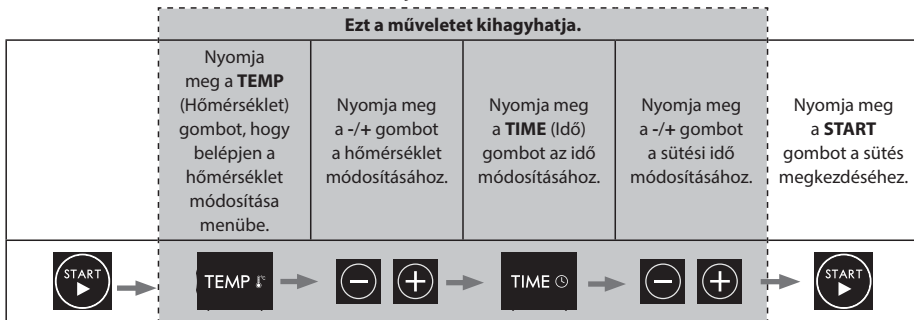 Ezt a műveletet kihagyhatja.
Nyomja
meg a TEMP
(Hőmérséklet)
gombot, hogy
belépjen a
hőmérséklet
módosítása
menübe.
Nyomja meg
a -/+ gombot
a hőmérséklet
módosításához.
Nyomja meg
a TIME (Idő)
gombot az idő
módosításához.
Nyomja meg
a -/+ gombot
a sütési idő
módosításához.
Nyomja meg
a START
gombot a sütés
megkezdéséhez.
START
TEMP °C
- +
TIME
- +
START